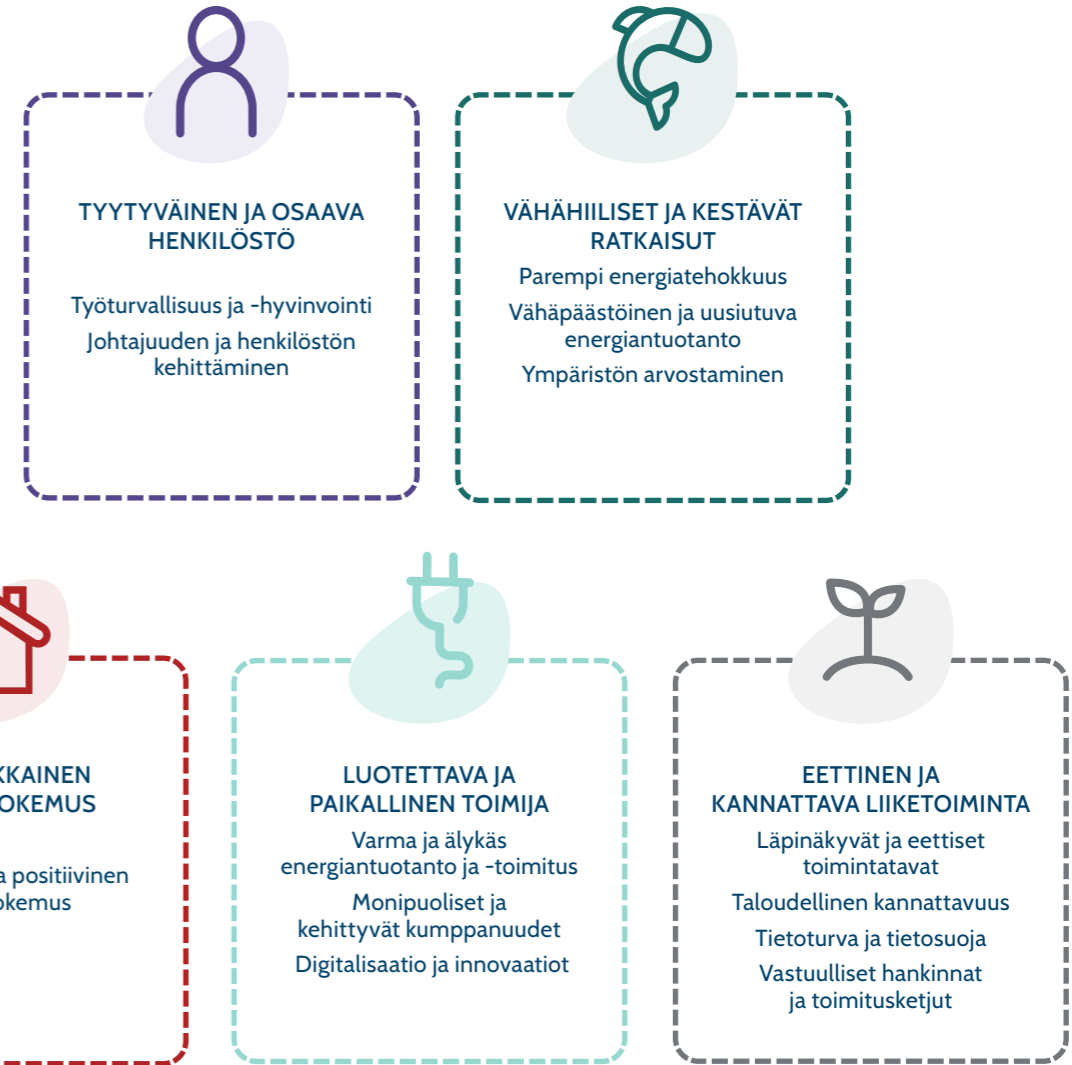 TYYTYVÄINEN JA OSAAVA
HENKILÖSTÖ
Työturvallisuus ja -hyvinvointi
Johtajuuden ja henkilöstön
kehittäminen
VÄHÄHIILISET JA KESTÄVÄT
RATKAISUT
Parempi energiatehokkuus
Vähäpäästöinen ja uusiutuva
energiantuotanto
Ympäristön arvostaminen
positiivinen
LUOTETTAVA JA
PAIKALLINEN TOIMIJA
Varma ja älykäs
energiantuotanto ja -toimitus
Monipuoliset ja
kehittyvät kumppanuudet
Digitalisaatio ja innovaatiot
EETTINEN JA
KANNATTAVA LIIKETOIMINTA
Läpinäkyvät ja eettiset
toimintatavat
Taloudellinen kannattavuus
Tietoturva ja tietosuoja
Vastuulliset hankinnat
ja toimitusketjut